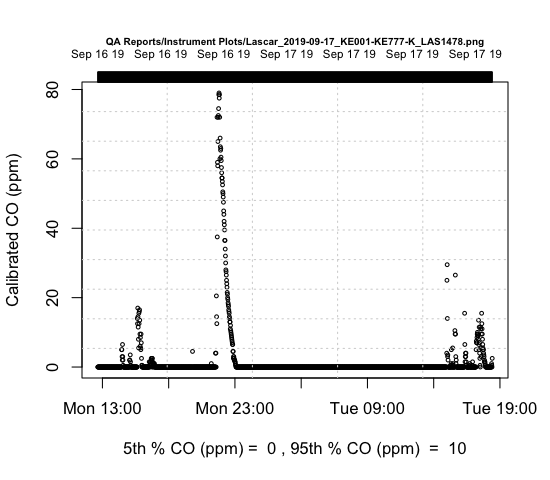 QA Reports/Instrument Plots/Lascar_2019-09-17_KE001-KE777-K_LAS1478.png
Sep 16 19 Sep 16 19 Sep 16 19 Sep 17 19 Sep 17 19 Sep 17 19 Sep 17 19
Calibrated CO (ppm)
80
60
40
20
0
Mon 13:00 Mon 23:00 Tue 09:00 Tue 19:00
5th % CO (ppm) = 0 , 95th % CO (ppm) = 10